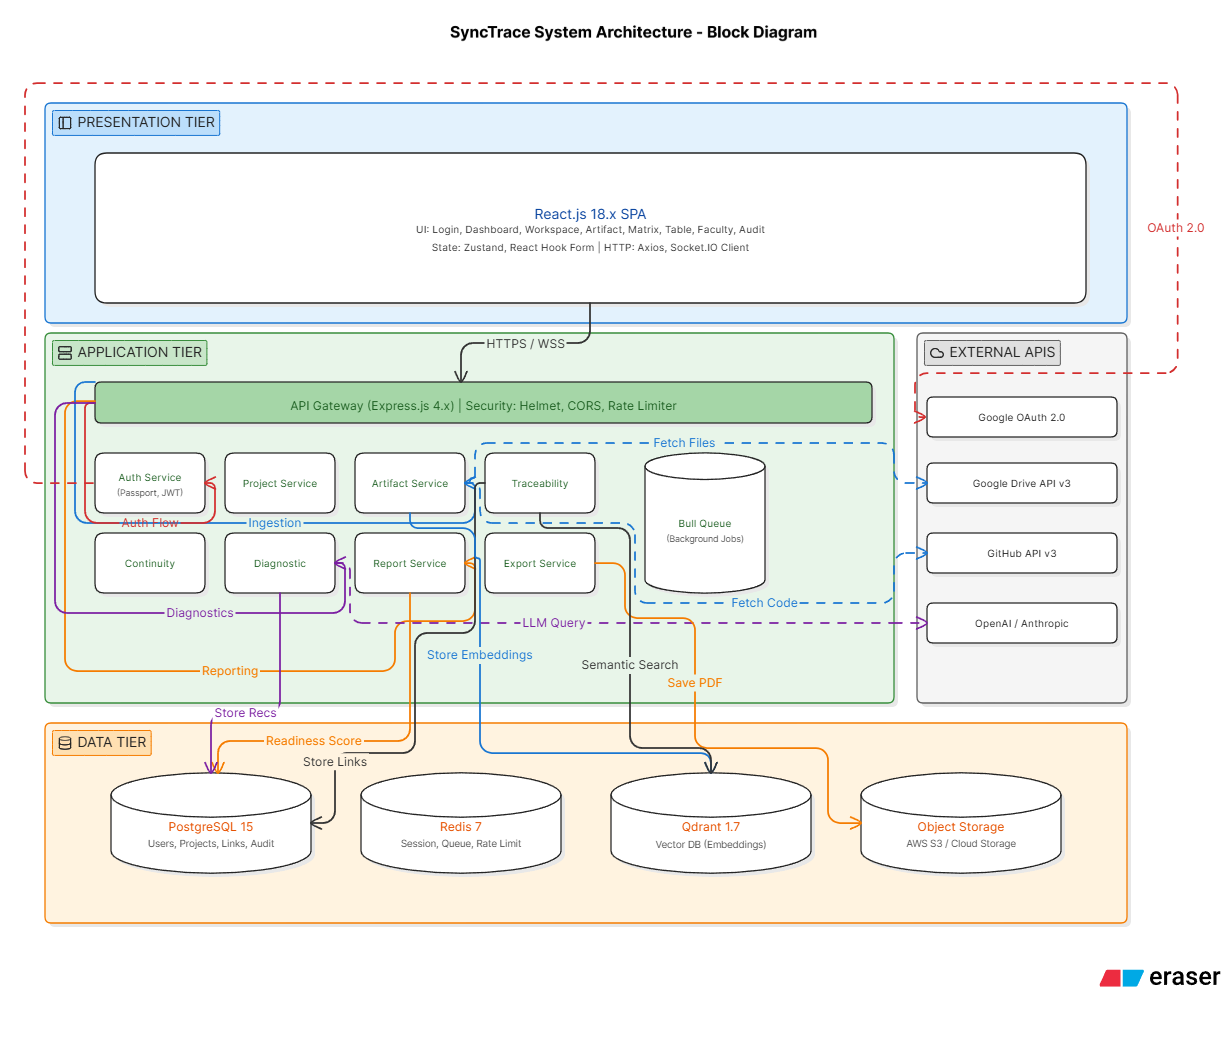 SyncTrace System Architecture - Block Diagram
PRESENTATION TIER
React.js 18.x SPA
UI: Login, Dashboard, Workspace, Artifact, Matrix, Table, Faculty, Audit
State: Zustand, React Hook Form | HTTP: Axios, Socket.IO Client
OAuth 2.0
HTTPS / WSS
APPLICATION TIER
EXTERNAL APIS
API Gateway (Express.js 4.x) | Security: Helmet, CORS, Rate Limiter
Google OAuth 2.0
Fetch Files
Auth Service
(Passport, JWT)
Project Service
Artifact Service
Traceability
Google Drive API v3
Auth Flow
Ingestion
Bull Queue
(Background Jobs)
Continuity
Diagnostic
Report Service
Export Service
GitHub API v3
Fetch Code
Diagnostics
LLM Query
OpenAI / Anthropic
Store Embeddings
Semantic Search
Reporting
Save PDF
Store Recs
DATA TIER
Readiness Score
Store Links
PostgreSQL 15
Users, Projects, Links, Audit
Redis 7
Session, Queue, Rate Limit
Qdrant 1.7
Vector DB (Embeddings)
Object Storage
AWS S3 / Cloud Storage
eraser